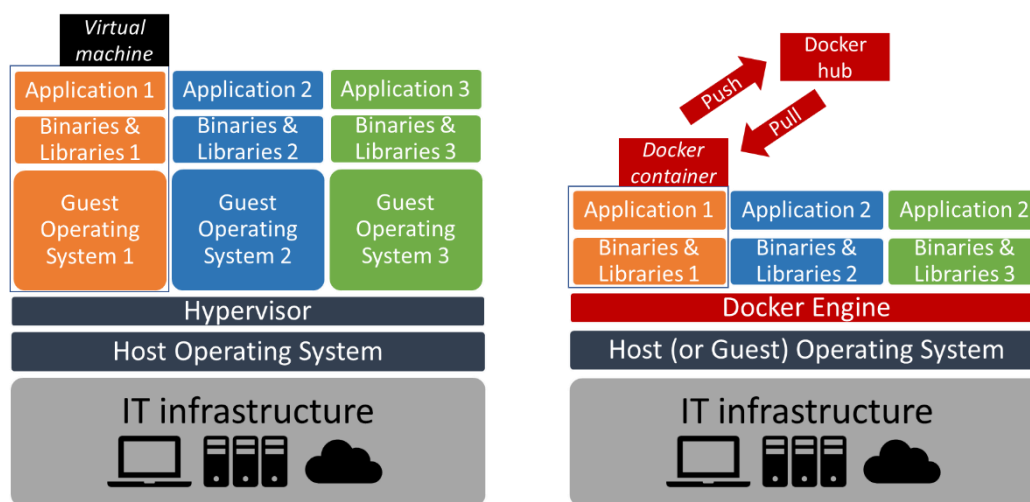 Virtual
machine
Application 1
Application 2
Application 3
Binaries &
Libraries 1
Binaries &
Libraries 2
Binaries &
Libraries 3
Guest
Operating
System 1
Guest
Operating
System 2
Guest
Operating
System 3
Hypervisor
Host Operating System
IT infrastructure
Docker
hub
Push
Pull
Docker
container
Application 1
Application 2
Application 2
Binaries &
Libraries 1
Binaries &
Libraries 2
Binaries &
Libraries 3
Docker Engine
Host (or Guest) Operating System
IT infrastructure